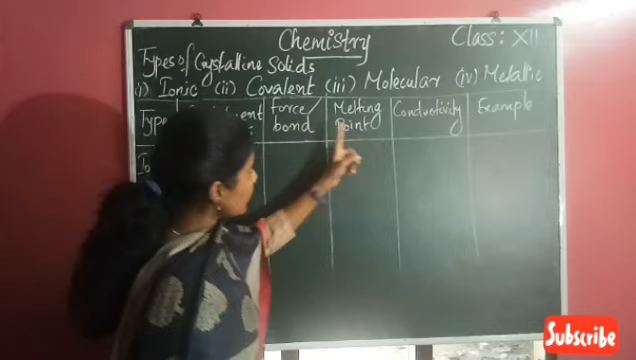 Chemistry
Class: XII
Types of Crystalline Solids
(i) Ionic (ii) Covalent (iii) Molecular (iv) Metallic
Type Force/ bond Melting Point Conductivity Example
Subscribe